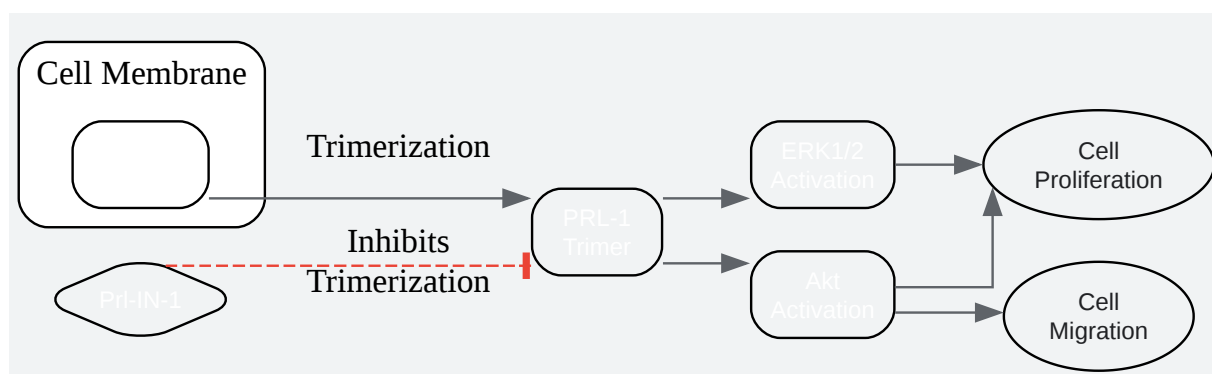 Cell Membrane
Trimerization
ERK1/2
Activation
Cell
Proliferation
PRL-1
Trimer
Inhibits
Trimerization
Prl-IN-1
Akt
Activation
Cell
Migration